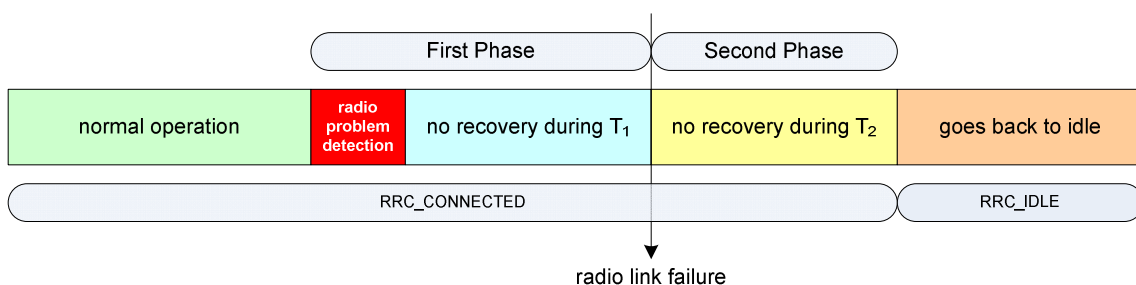 First Phase
Second Phase
normal operation
radio
problem
detection
no recovery during T₁
no recovery during T₂
goes back to idle
RRC_CONNECTED
RRC_IDLE
radio link failure